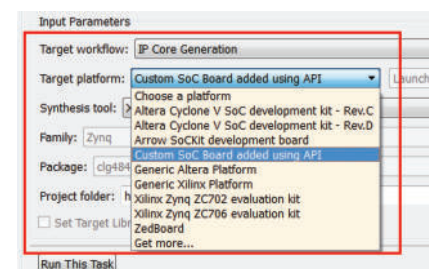 Input Parameters
Target workflow: IP Core Generation
Target platform: Custom SoC Board added using API Launch
Choose a platform
Synthesis tool: Altera Cyclone V SoC development kit - Rev.C
Altera Cyclone V SoC development kit - Rev.D
Family: Zynq Arrow SoCKit development board
Custom SoC Board added using API
Package: clg484 Generic Altera Platform
Generic Xilinx Platform
Project folder: h Xilinx Zynq ZC702 evaluation kit
Xilinx Zynq ZC706 evaluation kit
Set Target Libr ZedBoard
Get more...
Run This Task